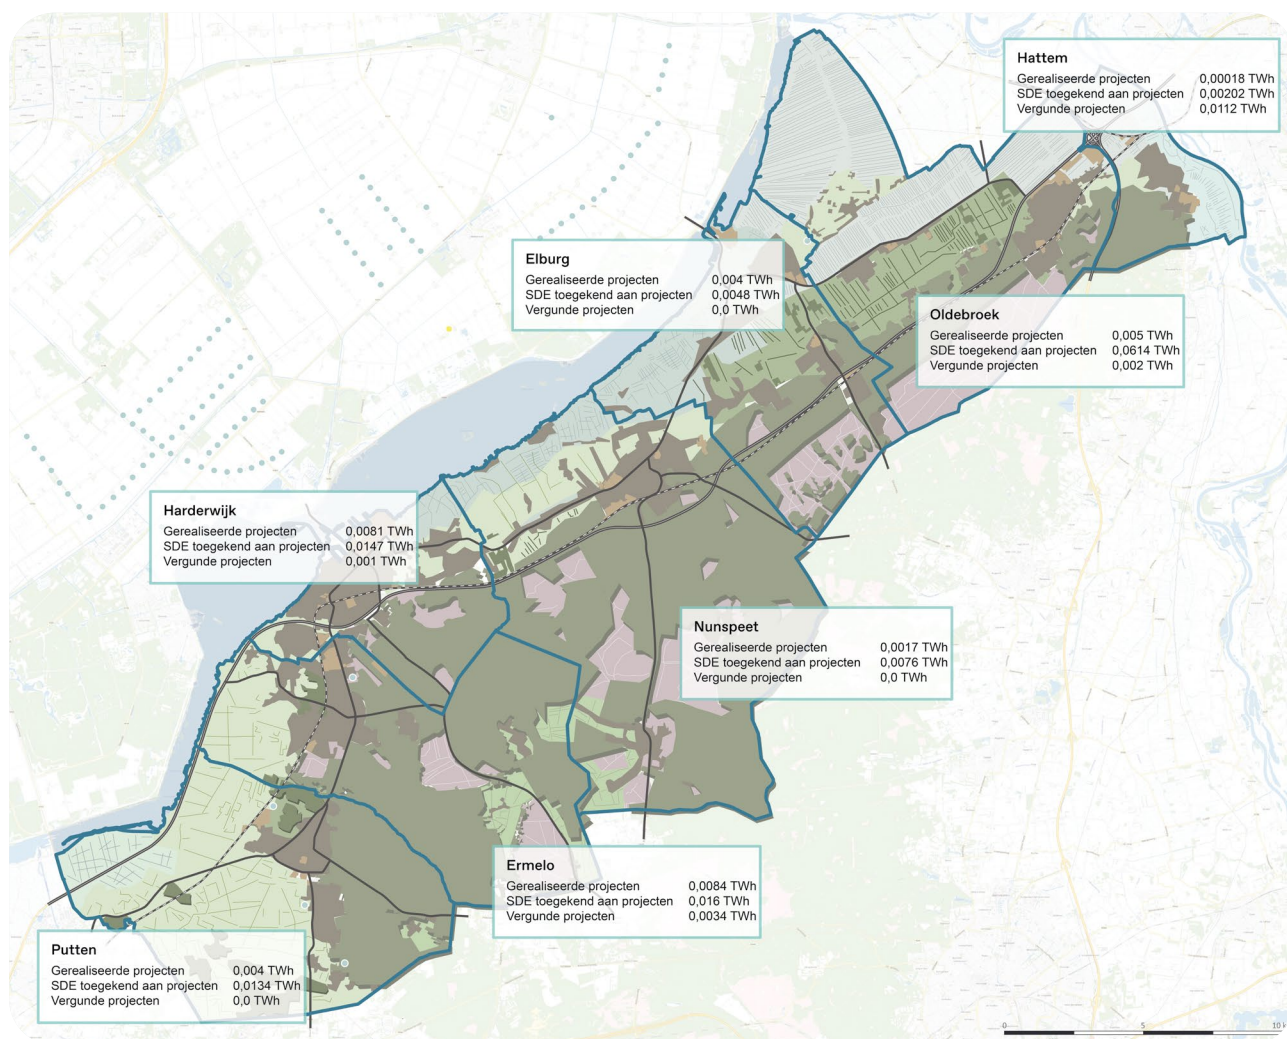 Hattem
Gerealiseerde projecten 0,00018 TWh
SDE toegekend aan projecten 0,00202 TWh
Vergunde projecten 0,0112 TWh
Elburg
Gerealiseerde projecten 0,004 TWh
SDE toegekend aan projecten 0,0048 TWh
Vergunde projecten 0,0 TWh
Oldebroek
Gerealiseerde projecten 0,005 TWh
SDE toegekend aan projecten 0,0614 TWh
Vergunde projecten 0,002 TWh
Harderwijk
Gerealiseerde projecten 0,0081 TWh
SDE toegekend aan projecten 0,0147 TWh
Vergunde projecten 0,001 TWh
Nunspeet
Gerealiseerde projecten 0,0017 TWh
SDE toegekend aan projecten 0,0076 TWh
Vergunde projecten 0,0 TWh
Ermelo
Gerealiseerde projecten 0,0084 TWh
SDE toegekend aan projecten 0,016 TWh
Vergunde projecten 0,0034 TWh
Putten
Gerealiseerde projecten 0,004 TWh
SDE toegekend aan projecten 0,0134 TWh
Vergunde projecten 0,0 TWh
0 5 10